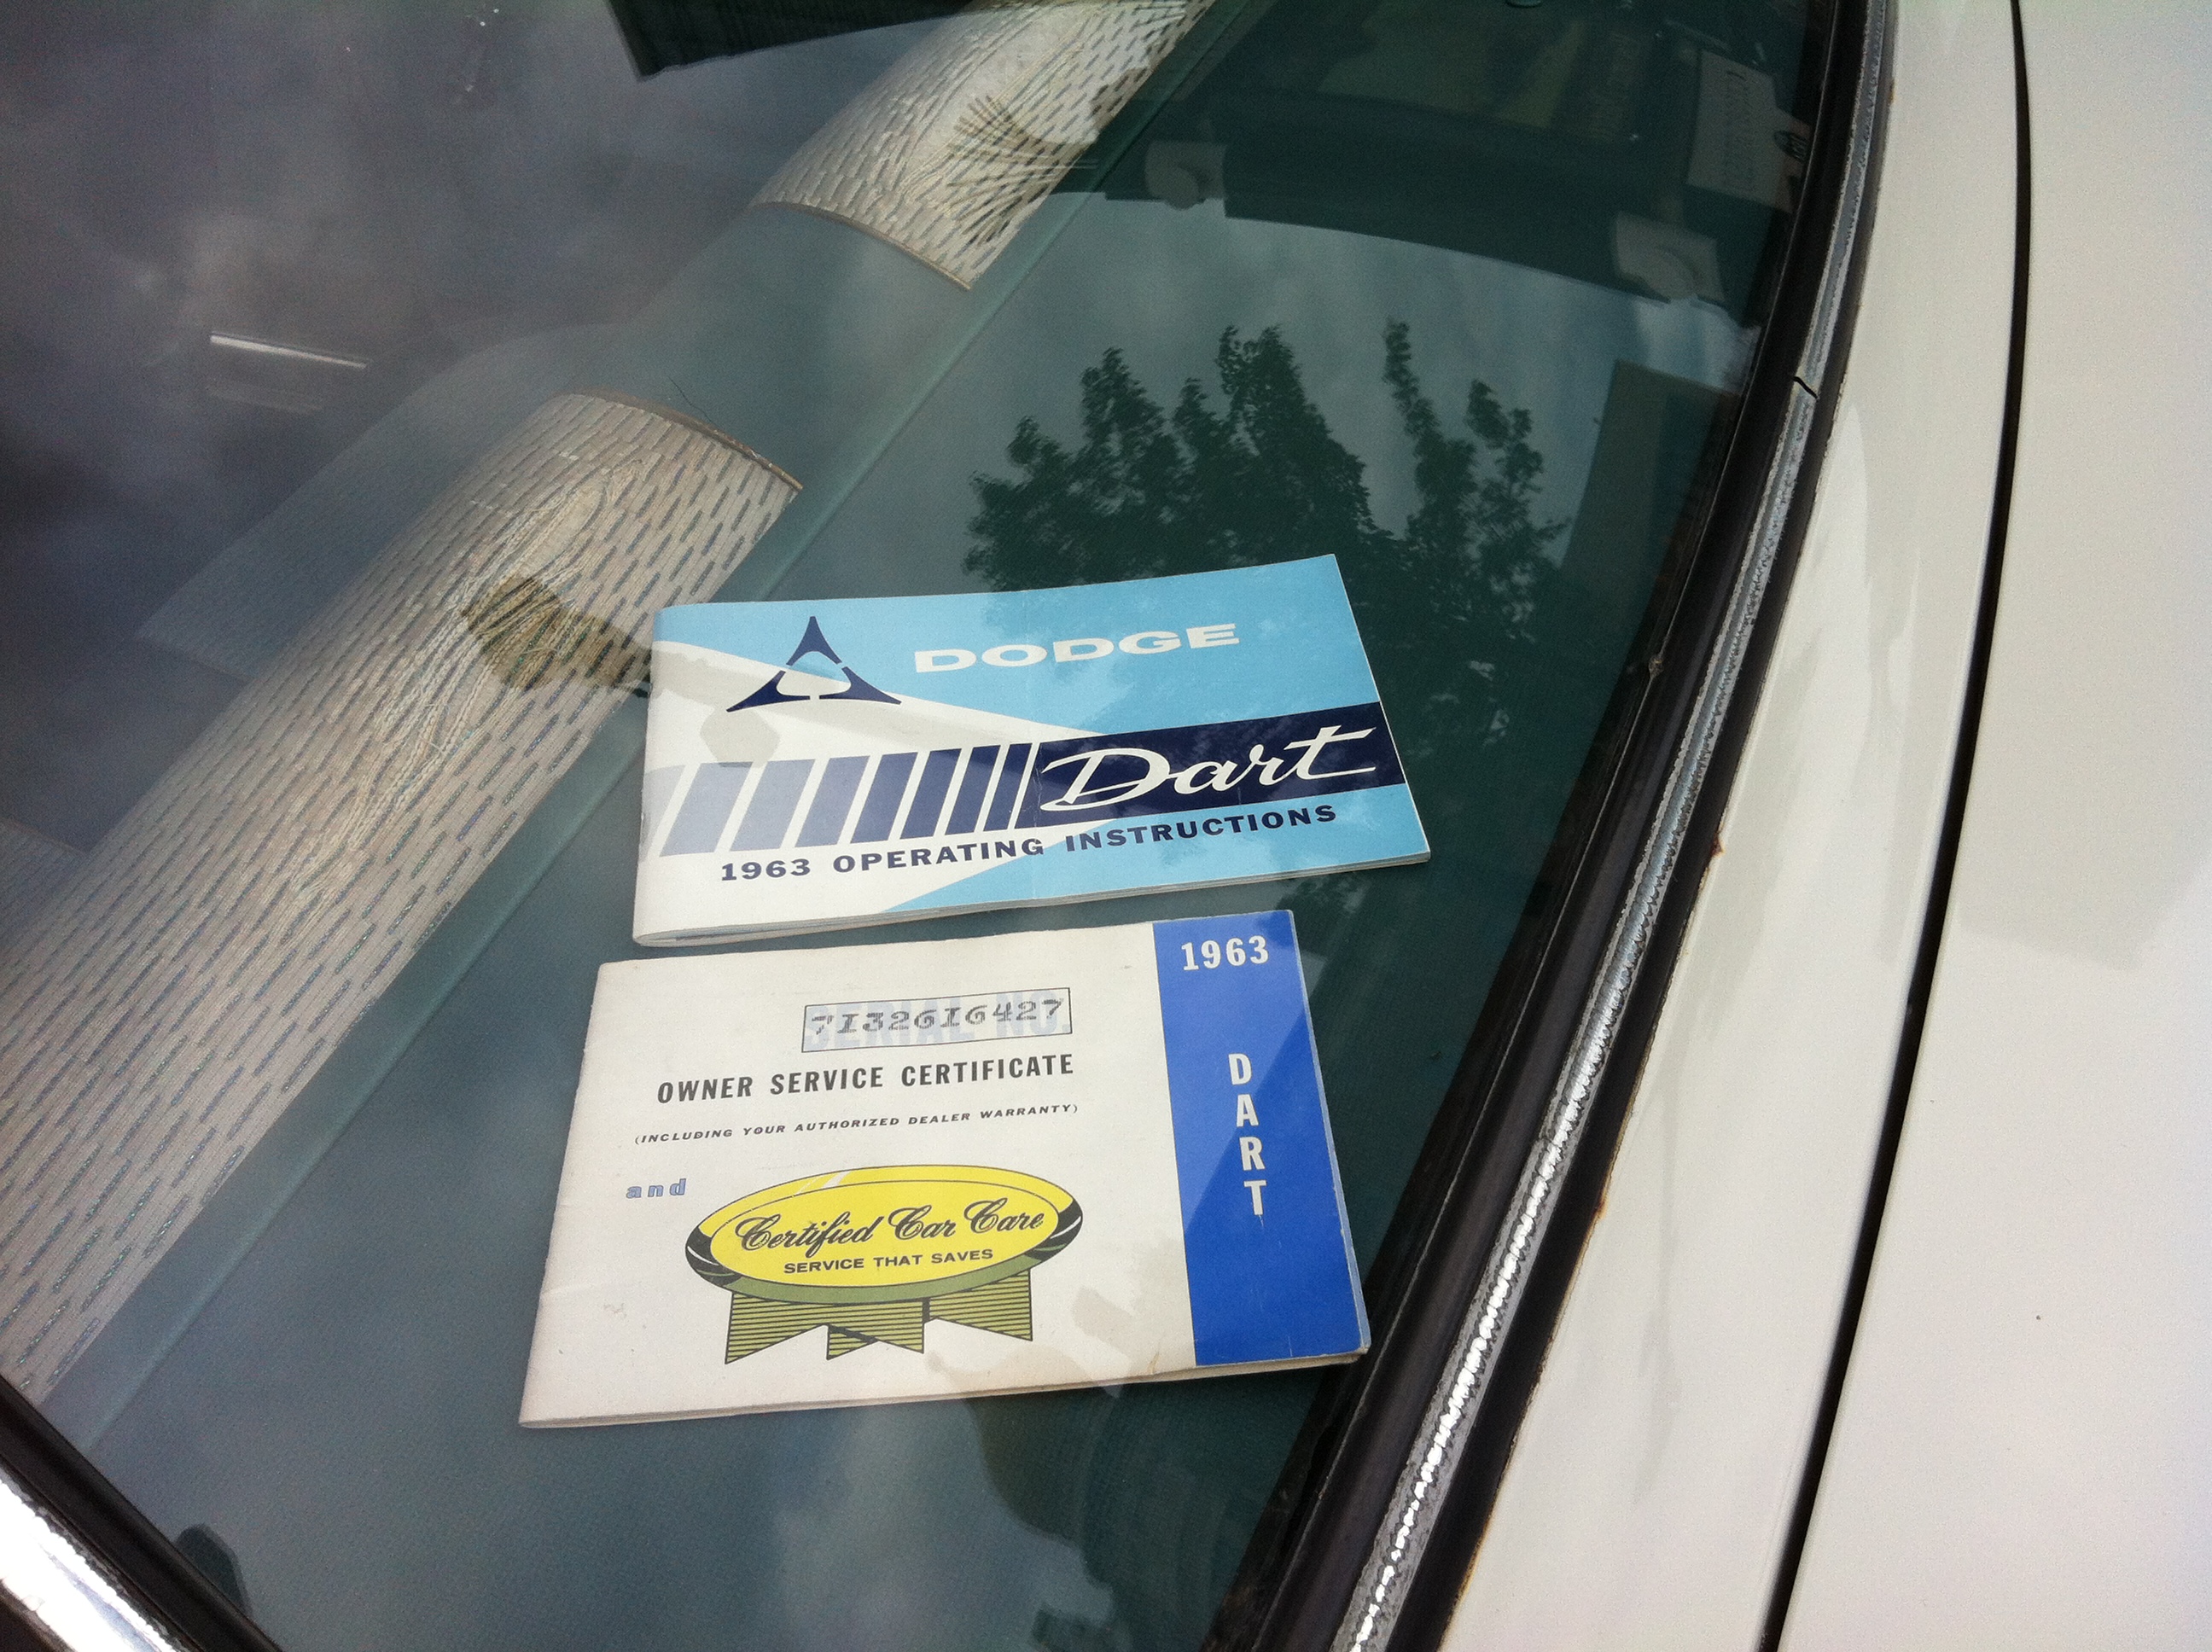 DODGE
Dart
1963 OPERATING INSTRUCTIONS
1963
SERIAL NO.
7132616427
OWNER SERVICE CERTIFICATE
(INCLUDING YOUR AUTHORIZED DEALER WARRANTY)
and
Certified Car Care
SERVICE THAT SAVES
DART